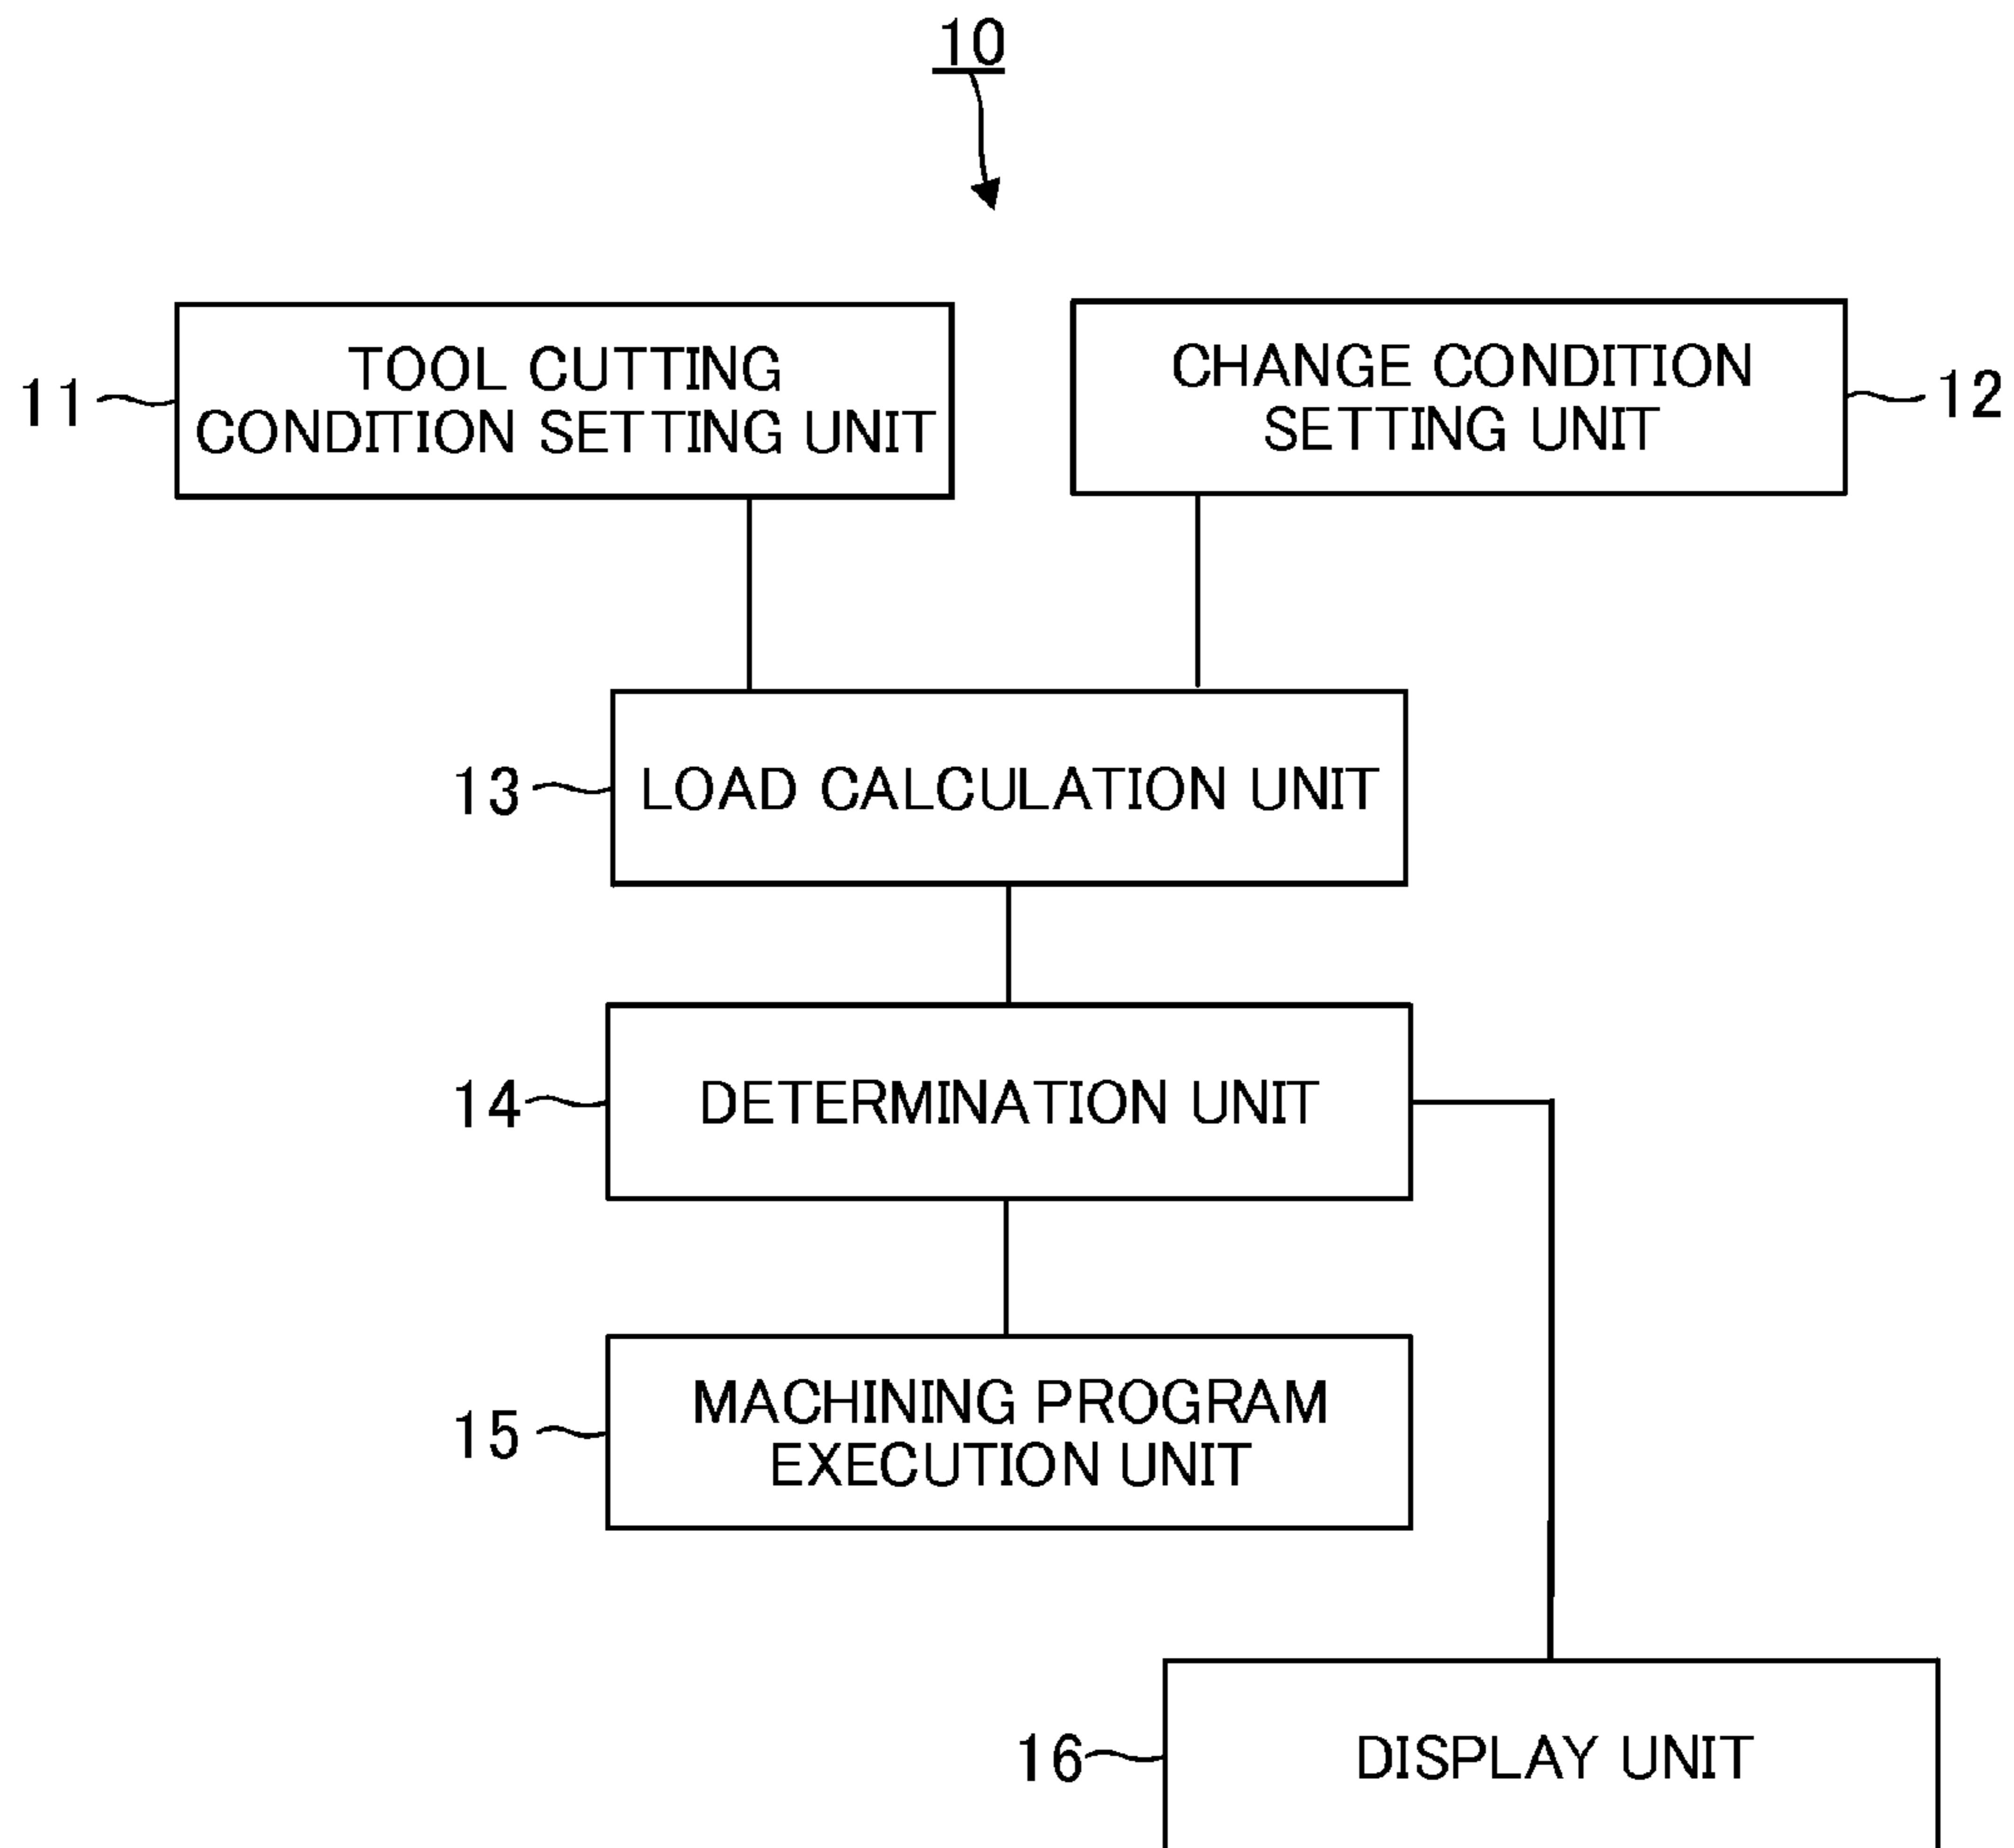 10
11
TOOL CUTTING
CONDITION SETTING UNIT
CHANGE CONDITION
SETTING UNIT
12
13
LOAD CALCULATION UNIT
14
DETERMINATION UNIT
15
MACHINING PROGRAM
EXECUTION UNIT
16
DISPLAY UNIT